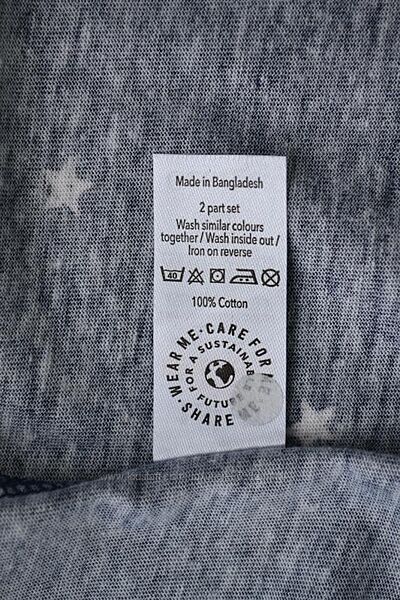 Made in Bangladesh
2 part set
Wash similar colours
together / Wash inside out /
Iron on reverse
40
100% Cotton
WEAR ME • CARE FOR ME
SHARE
FOR A SUSTAINABLE
FUTURE